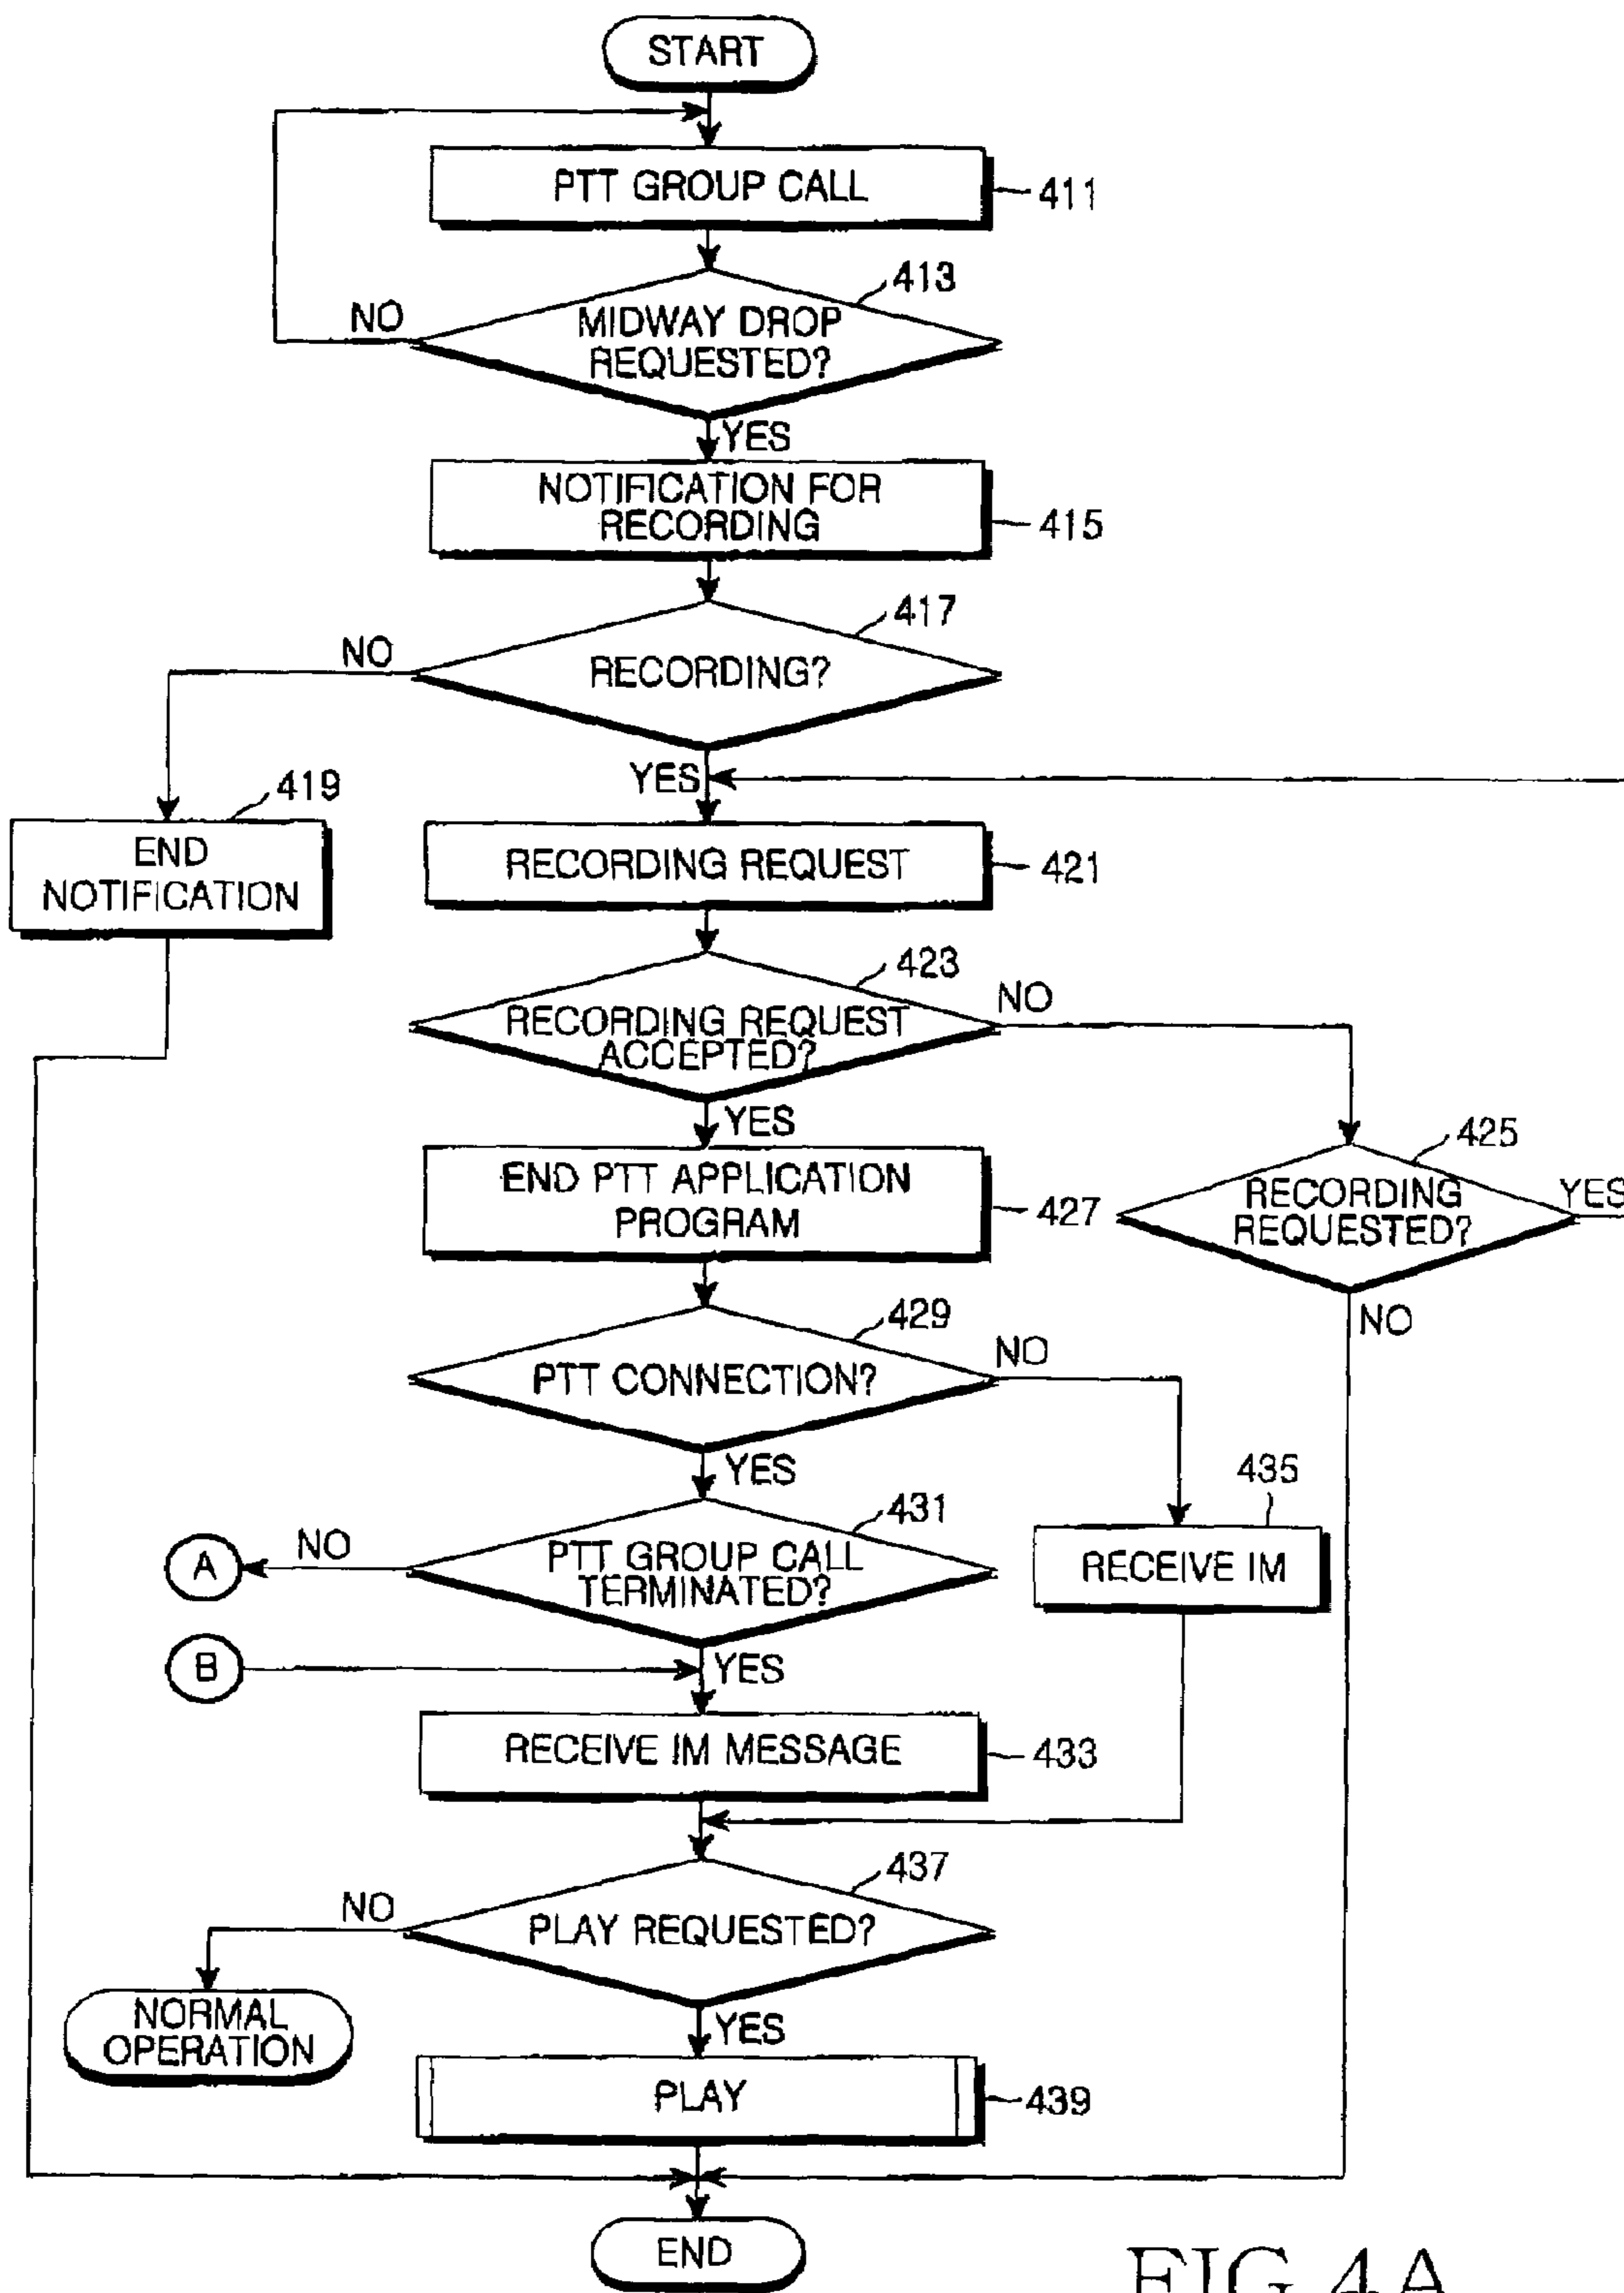 START
PTT GROUP CALL
411
413
MIDWAY DROP
REQUESTED?
NO
YES
NOTIFICATION FOR
RECORDING
415
417
RECORDING?
NO
YES
419
END
NOTIFICATION
RECORDING REQUEST
421
423
RECORDING REQUEST
ACCEPTED?
NO
YES
425
RECORDING
REQUESTED?
YES
NO
END PTT APPLICATION
PROGRAM
427
429
PTT CONNECTION?
NO
YES
431
PTT GROUP CALL
TERMINATED?
NO
A
435
RECEIVE IM
B
YES
RECEIVE IM MESSAGE
433
437
PLAY REQUESTED?
NO
NORMAL
OPERATION
YES
PLAY
439
END
FIG.4A